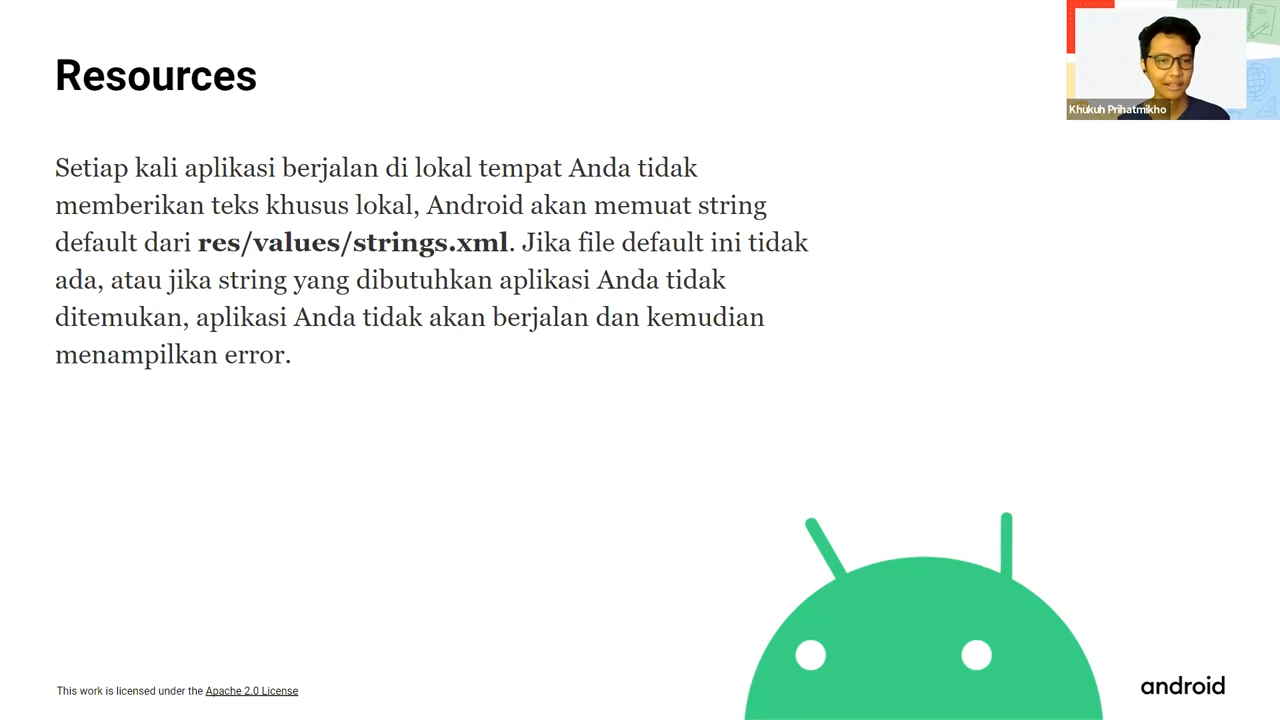 Resources
Khukuh Prihatmikho
Setiap kali aplikasi berjalan di lokal tempat Anda tidak
memberikan teks khusus lokal, Android akan memuat string
default dari res/values/strings.xml. Jika file default ini tidak
ada, atau jika string yang dibutuhkan aplikasi Anda tidak
ditemukan, aplikasi Anda tidak akan berjalan dan kemudian
menampilkan error.
This work is licensed under the Apache 2.0 License
android